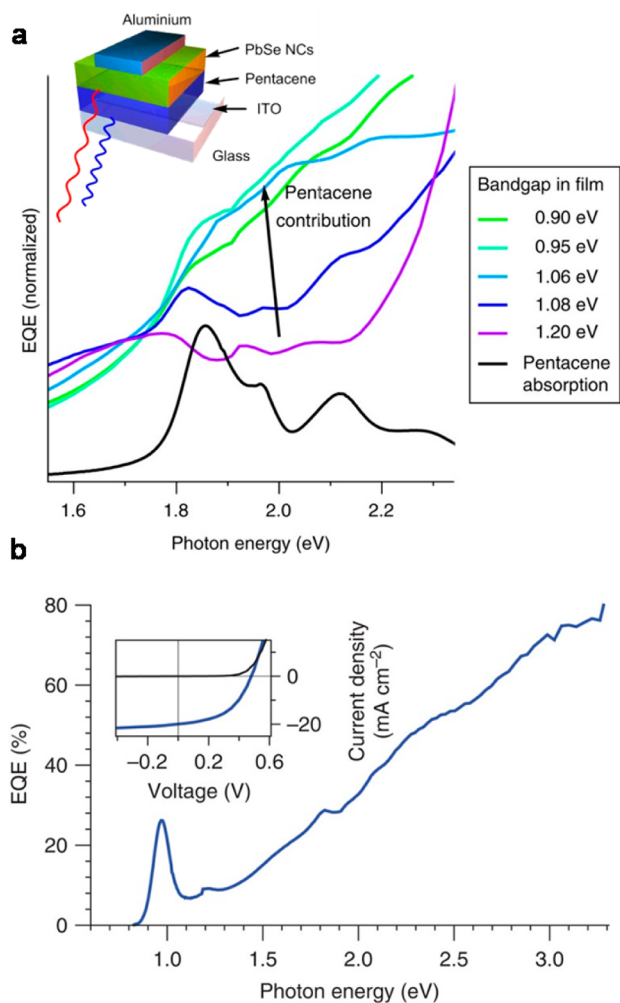 a
Aluminium
PbSe NCs
Pentacene
ITO
Glass
Pentacene
contribution
EQE (normalized)
1.6 1.8 2.0 2.2
Photon energy (eV)
Bandgap in film
0.90 eV
0.95 eV
1.06 eV
1.08 eV
1.20 eV
Pentacene
absorption
b
EQE (%)
80
60
40
20
0
1.0 1.5 2.0 2.5 3.0
Photon energy (eV)
0
−20
Current density
(mA cm⁻²)
−0.2 0.2 0.6
Voltage (V)